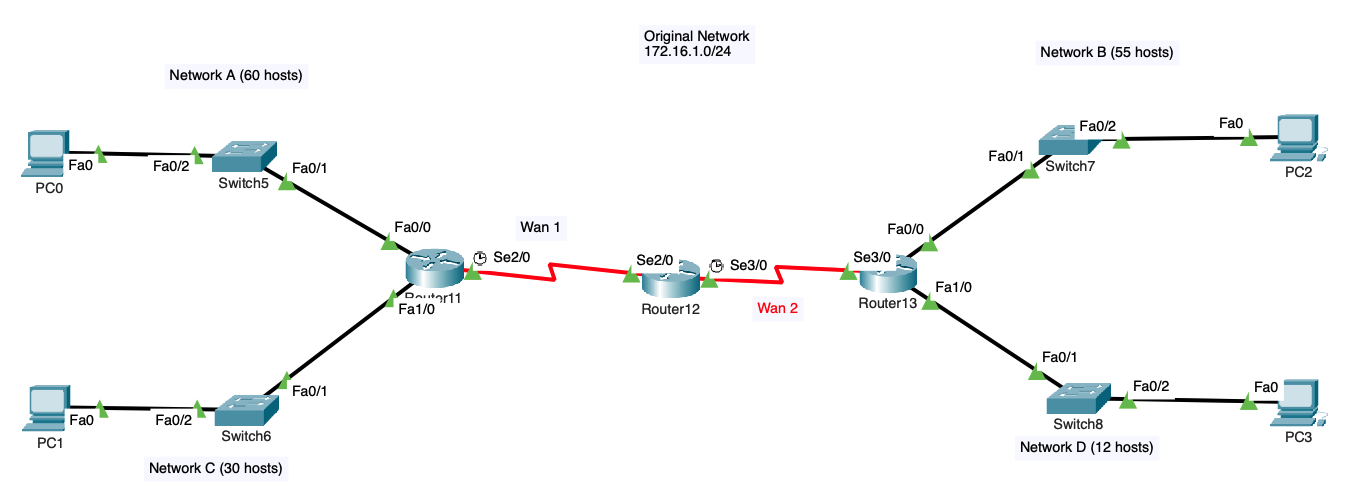 Original Network
172.16.1.0/24
Network A (60 hosts)
Network B (55 hosts)
Fa0
Fa0/2
PC0
Switch5
Fa0/1
Fa0/2
Fa0
Fa0/1
Switch7
PC2
Fa0/0
Wan 1
Fa0/0
Se2/0
Se2/0
Se3/0
Se3/0
Router11
Fa1/0
Router12
Wan 2
Router13
Fa1/0
Fa0/1
Fa0/1
Fa0
Fa0/2
PC1
Switch6
Fa0/2
Fa0
Switch8
PC3
Network C (30 hosts)
Network D (12 hosts)